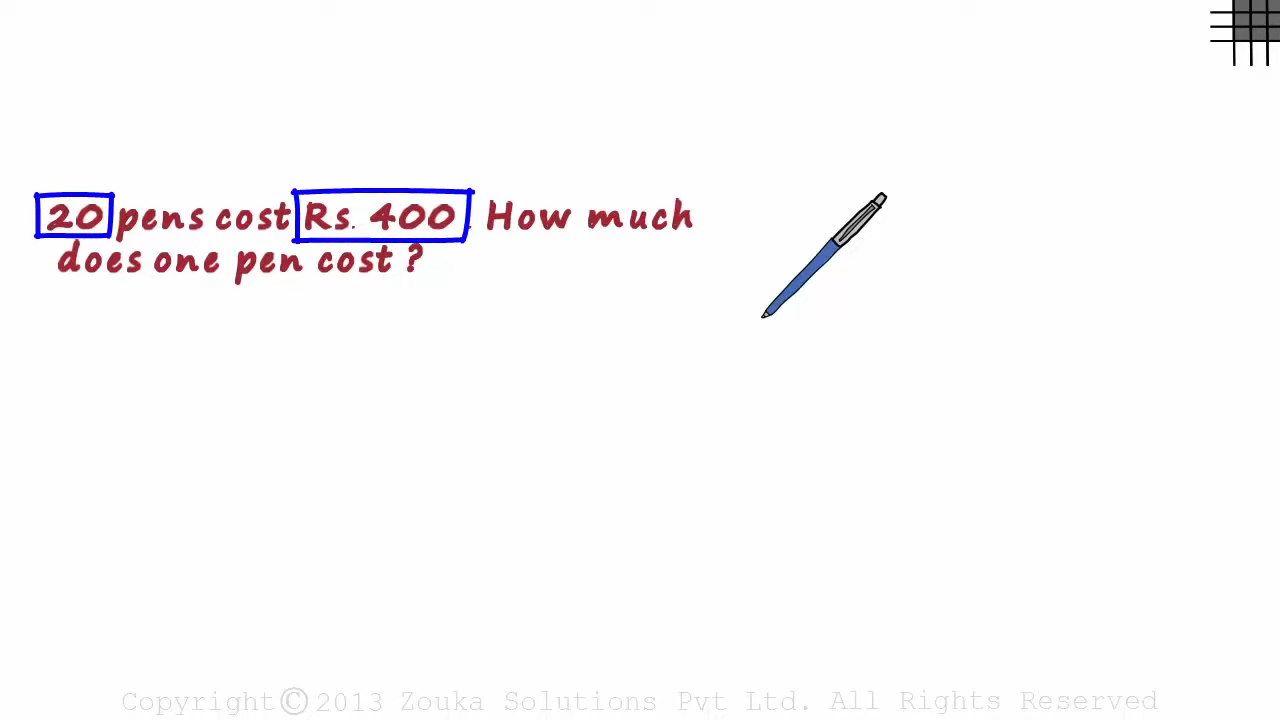 20 pens cost Rs. 400. How much
does one pen cost ?
Copyright © 2013 Zouka Solutions Pvt Ltd. All Rights Reserved